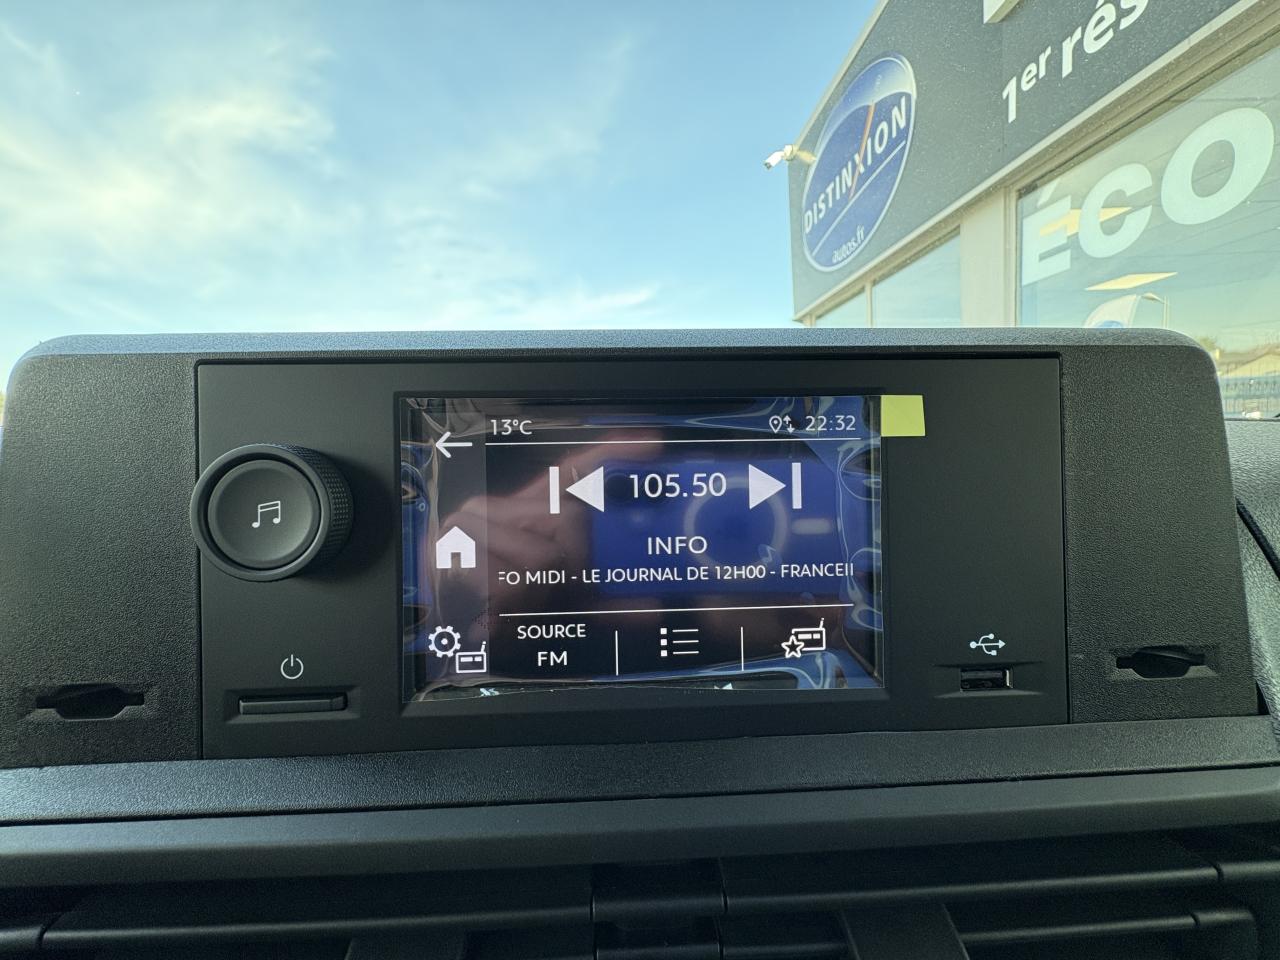 1er rés
DISTINXION
autos.fr
ÉCO
13°C
22:32
105.50
INFO
FO MIDI - LE JOURNAL DE 12H00 - FRANCEI
SOURCE
FM